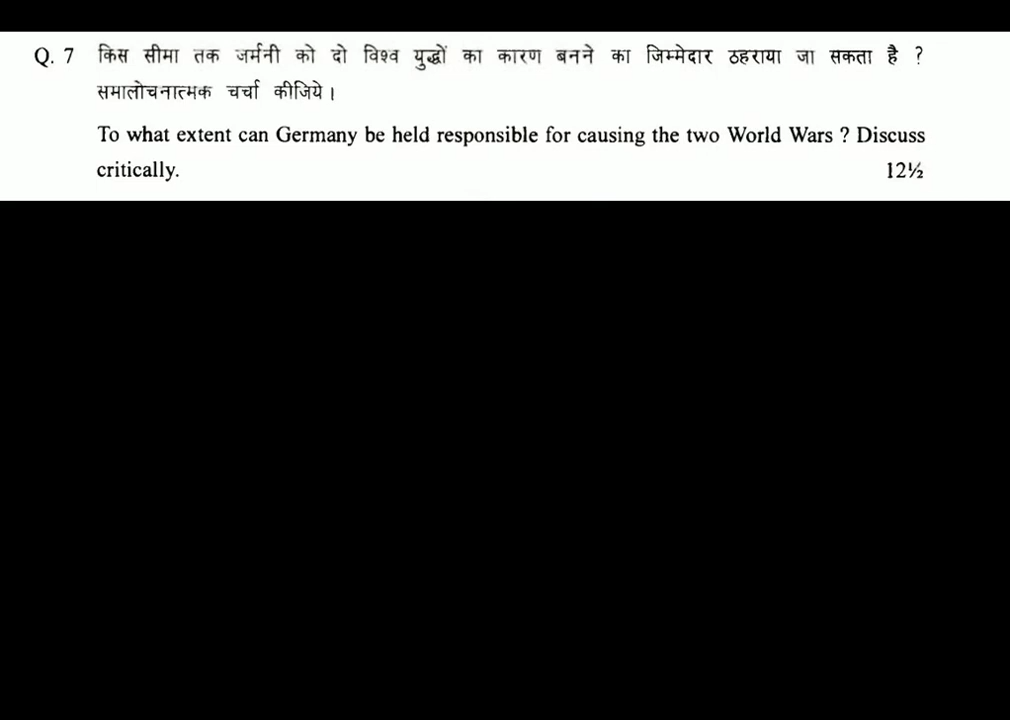 Q. 7 किस सीमा तक जर्मनी को दो विश्व युद्धों का कारण बनने का जिम्मेदार ठहराया जा सकता है ?
समालोचनात्मक चर्चा कीजिये।
To what extent can Germany be held responsible for causing the two World Wars ? Discuss
critically. 12½